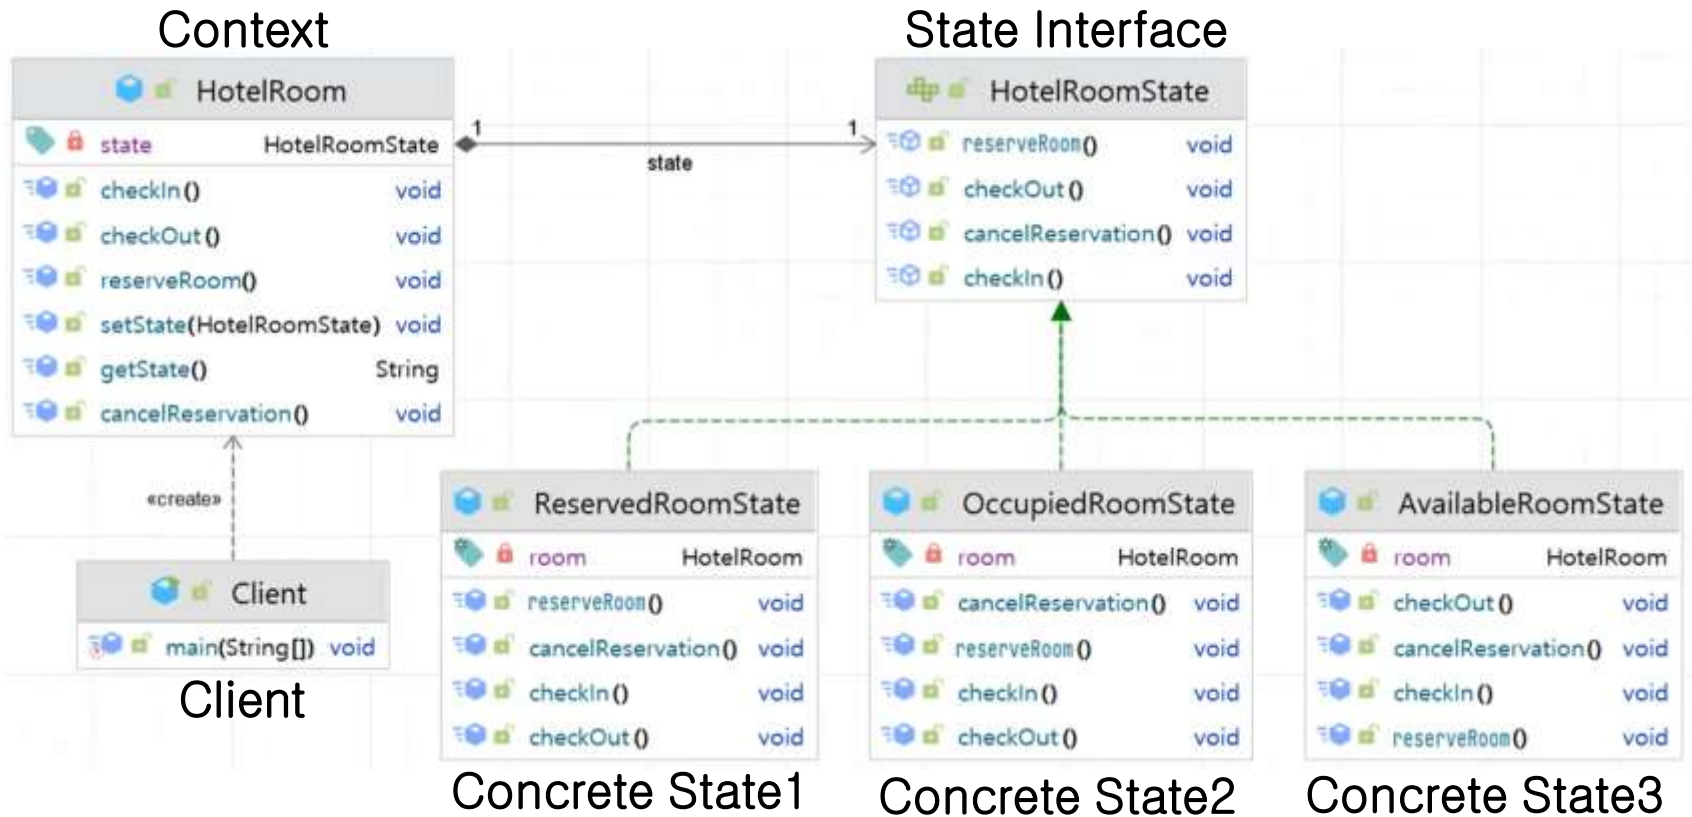 Context
HotelRoom
state HotelRoomState
checkIn() void
checkOut() void
reserveRoom() void
setState(HotelRoomState) void
getState() String
cancelReservation() void
1 1
state
State Interface
HotelRoomState
reserveRoom() void
checkOut() void
cancelReservation() void
checkIn() void
«create»
Client
main(String[]) void
Client
ReservedRoomState
room HotelRoom
reserveRoom() void
cancelReservation() void
checkIn() void
checkOut() void
Concrete State1
OccupiedRoomState
room HotelRoom
cancelReservation() void
reserveRoom() void
checkIn() void
checkOut() void
Concrete State2
AvailableRoomState
room HotelRoom
checkOut() void
cancelReservation() void
checkIn() void
reserveRoom() void
Concrete State3